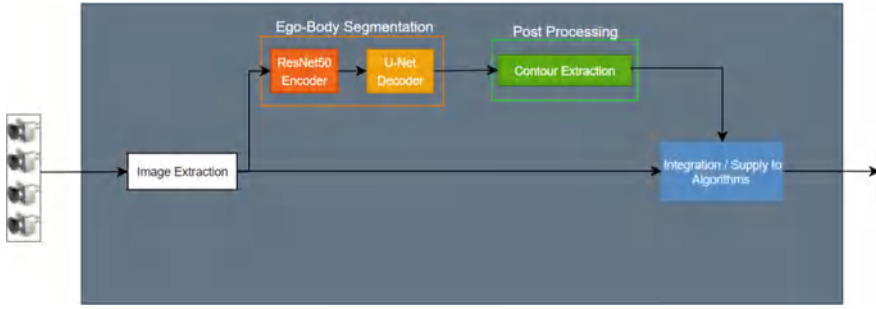 Ego-Body Segmentation
Post Processing
ResNet50
Encoder
U-Net
Decoder
Contour Extraction
Image Extraction
Integration / Supply to
Algorithms